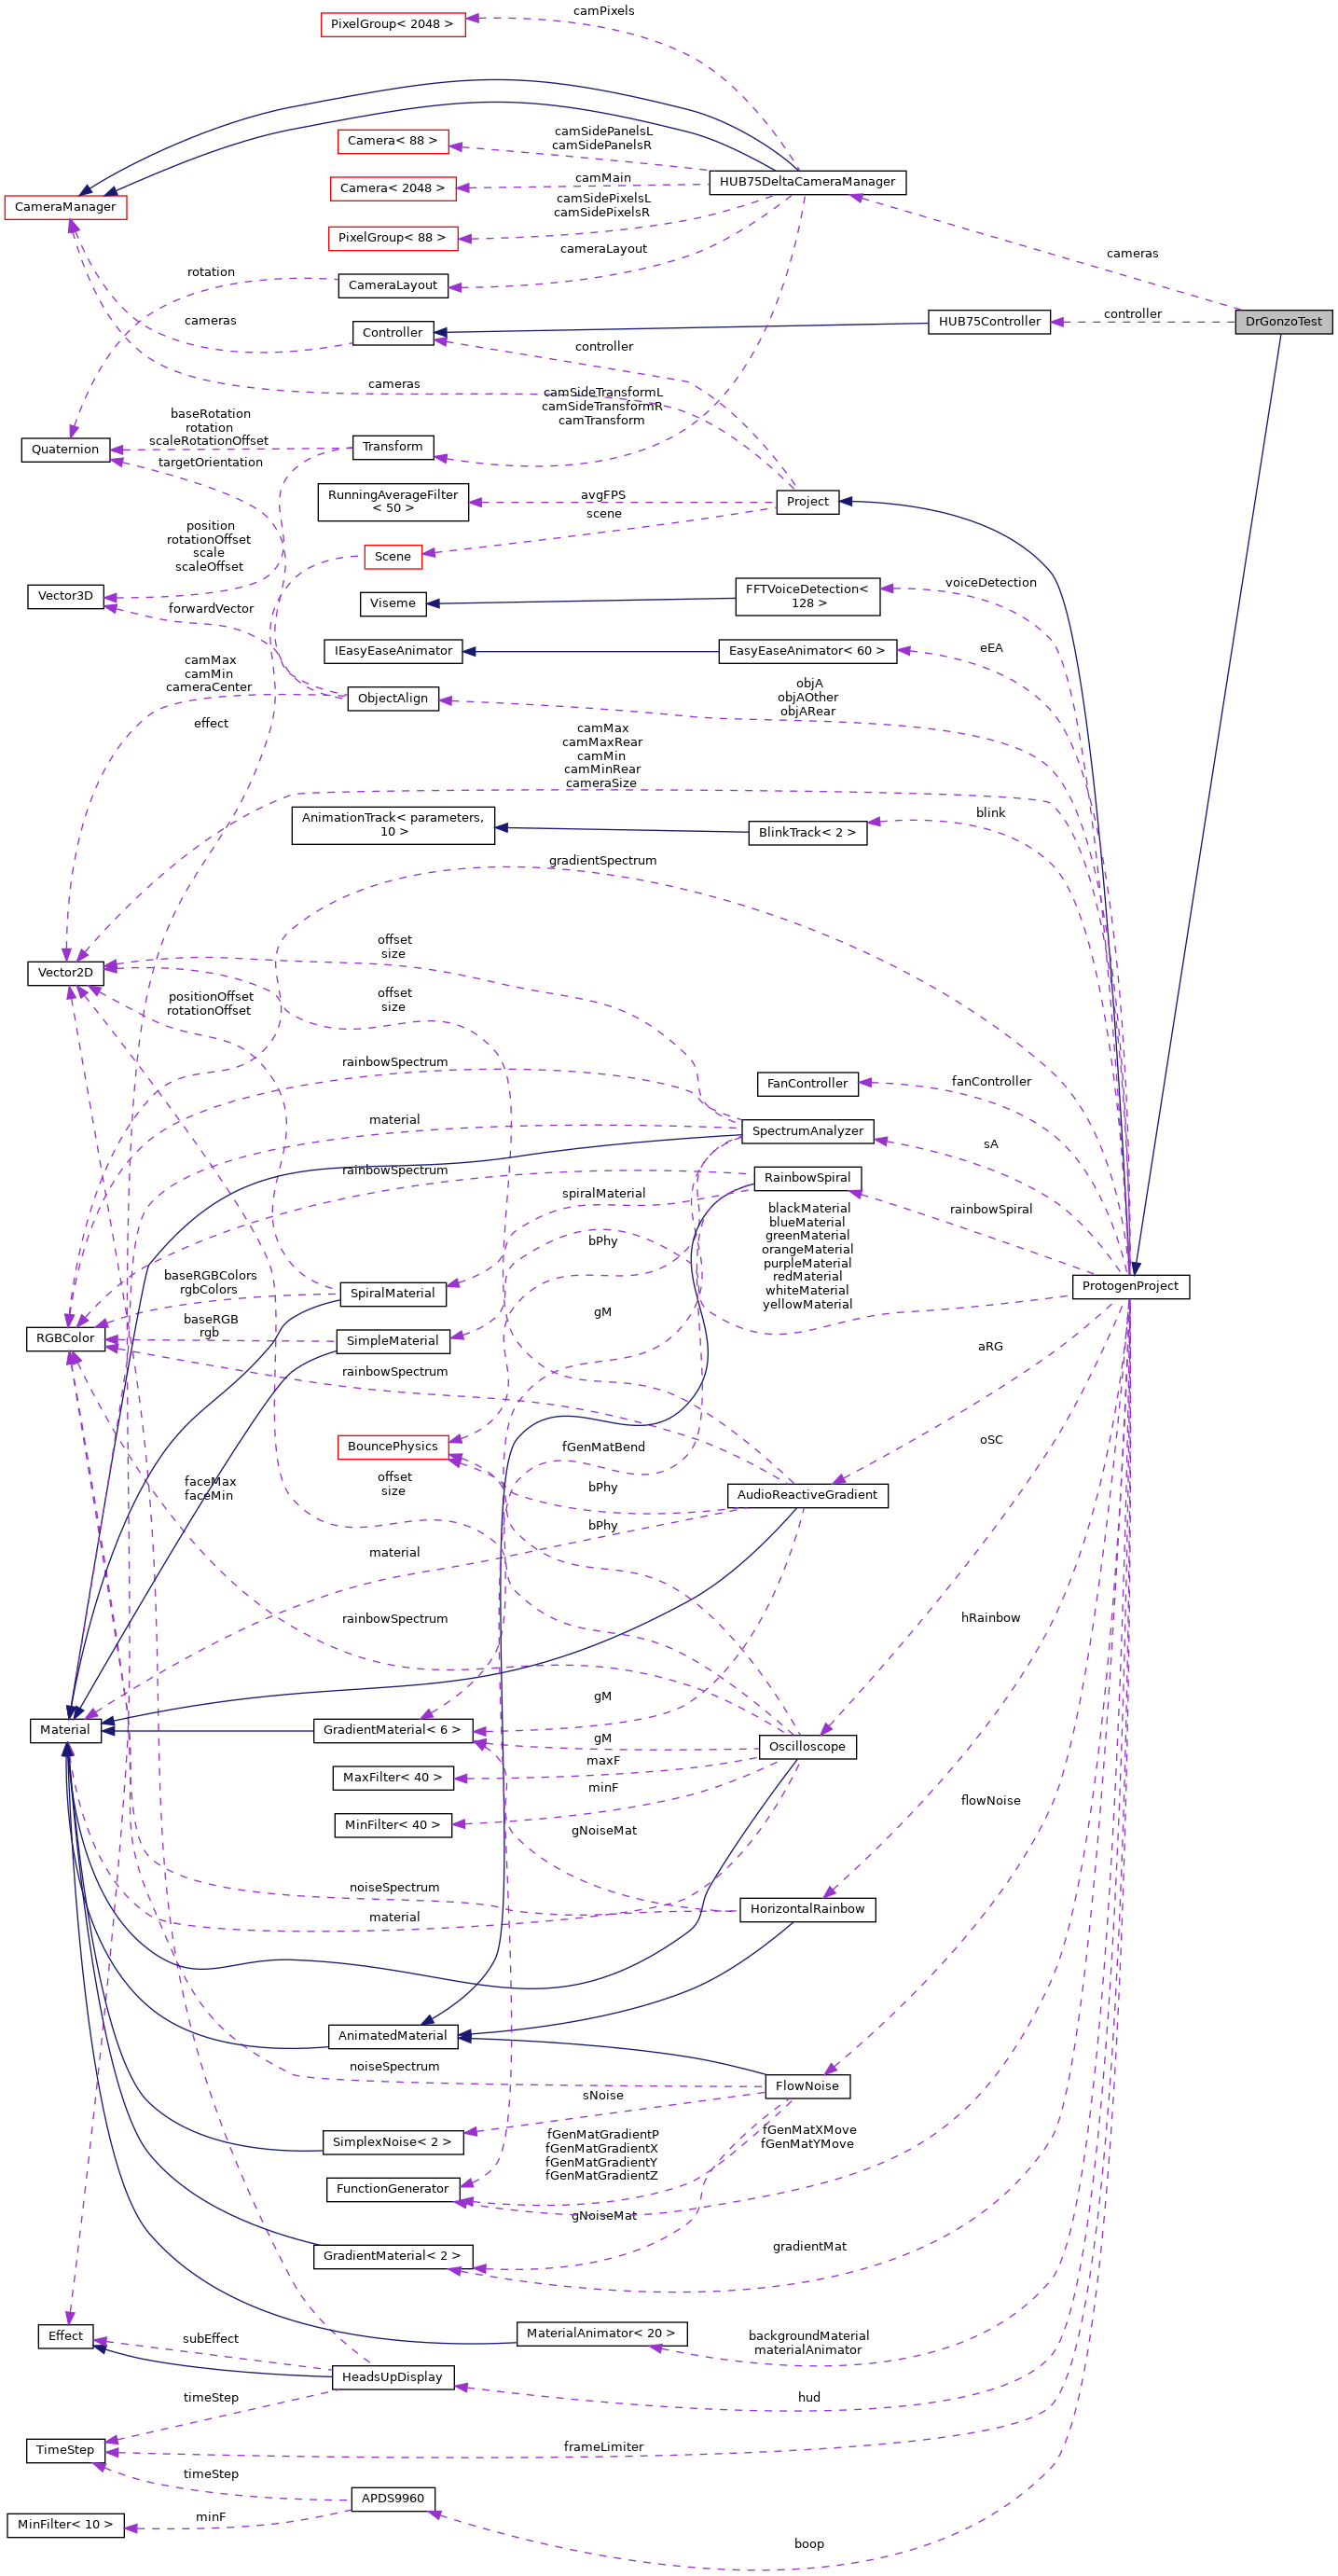 camPixels
PixelGroup< 2048 >
camSidePanelsL
camSidePanelsR
Camera< 88 >
camMain
HUB75DeltaCameraManager
Camera< 2048 >
camSidePixelsL
camSidePixelsR
CameraManager
PixelGroup< 88 >
cameraLayout
cameras
rotation
CameraLayout
cameras
Controller
controller
HUB75Controller
controller
DrGonzoTest
cameras
camSideTransformL
camSideTransformR
camTransform
baseRotation
rotation
scaleRotationOffset
Quaternion
Transform
targetOrientation
RunningAverageFilter
< 50 >
avgFPS
Project
scene
position
rotationOffset
scale
scaleOffset
Scene
voiceDetection
Vector3D
Viseme
FFTVoiceDetection<
128 >
forwardVector
IEasyEaseAnimator
EasyEaseAnimator< 60 >
eEA
camMax
camMin
cameraCenter
ObjectAlign
objA
objAOther
objARear
effect
camMax
camMaxRear
camMin
camMinRear
cameraSize
AnimationTrack< parameters,
10 >
BlinkTrack< 2 >
blink
gradientSpectrum
offset
size
Vector2D
positionOffset
rotationOffset
offset
size
rainbowSpectrum
FanController
fanController
material
SpectrumAnalyzer
sA
rainbowSpectrum
RainbowSpiral
spiralMaterial
rainbowSpiral
blackMaterial
blueMaterial
greenMaterial
orangeMaterial
purpleMaterial
redMaterial
whiteMaterial
yellowMaterial
bPhy
baseRGBColors
rgbColors
SpiralMaterial
ProtogenProject
gM
baseRGB
rgb
RGBColor
SimpleMaterial
aRG
rainbowSpectrum
BouncePhysics
fGenMatBend
oSC
faceMax
faceMin
offset
size
bPhy
AudioReactiveGradient
bPhy
material
rainbowSpectrum
hRainbow
gM
Material
GradientMaterial< 6 >
gM
Oscilloscope
maxF
MaxFilter< 40 >
minF
flowNoise
MinFilter< 40 >
gNoiseMat
noiseSpectrum
HorizontalRainbow
material
AnimatedMaterial
noiseSpectrum
FlowNoise
sNoise
SimplexNoise< 2 >
fGenMatGradientP
fGenMatGradientX
fGenMatGradientY
fGenMatGradientZ
fGenMatXMove
fGenMatYMove
FunctionGenerator
gNoiseMat
gradientMat
GradientMaterial< 2 >
Effect
subEffect
MaterialAnimator< 20 >
backgroundMaterial
materialAnimator
HeadsUpDisplay
timeStep
hud
TimeStep
frameLimiter
timeStep
APDS9960
MinFilter< 10 >
minF
boop